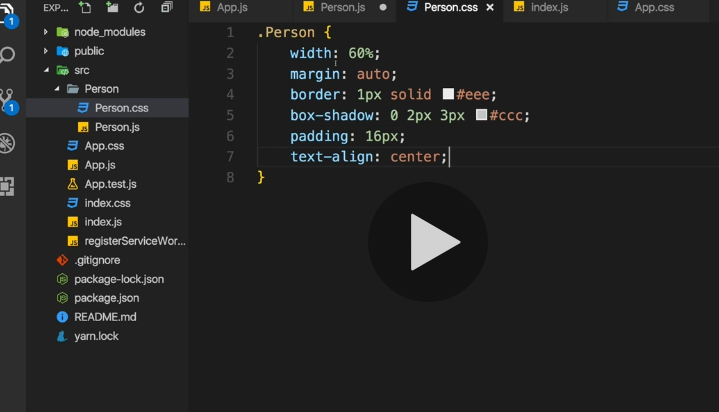 EXP...
App.js
Person.js
Person.css
index.js
App.css
1
1
node_modules
public
src
Person
Person.css
Person.js
App.css
App.js
App.test.js
index.css
index.js
registerServiceWor...
.gitignore
package-lock.json
package.json
README.md
yarn.lock
1 .Person {
2 width: 60%;
3 margin: auto;
4 border: 1px solid #eee;
5 box-shadow: 0 2px 3px #ccc;
6 padding: 16px;
7 text-align: center;
8 }